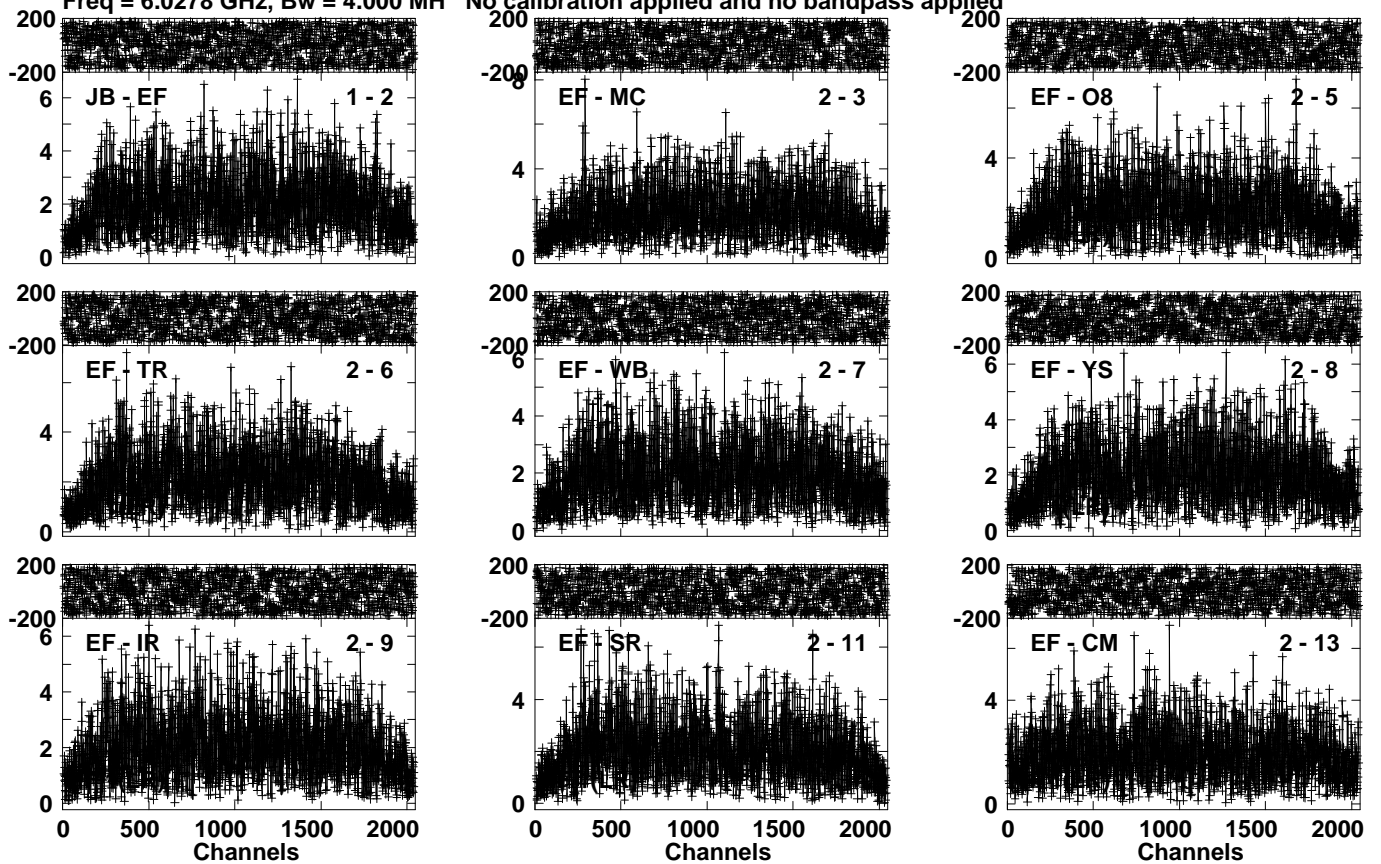 Freq = 6.0278 GHz, Bw = 4.000 MH No calibration applied and no bandpass applied
200 200 200
-200 -200 -200
JB - EF 1 - 2 EF - MC 2 - 3 EF - O8 2 - 5
6 8
4 4 4
2
0 0 0
200 200 200
-200 -200 -200
EF - TR 2 - 6 EF - WB 2 - 7 EF - YS 2 - 8
6 6
4 4 4
2 2
0 0 0
200 200 200
-200 -200 -200
EF - IR 2 - 9 EF - SR 2 - 11 EF - CM 2 - 13
6
4 4 4
2
0 0 0
0 500 1000 1500 2000 0 500 1000 1500 2000 0 500 1000 1500 2000
Channels Channels Channels